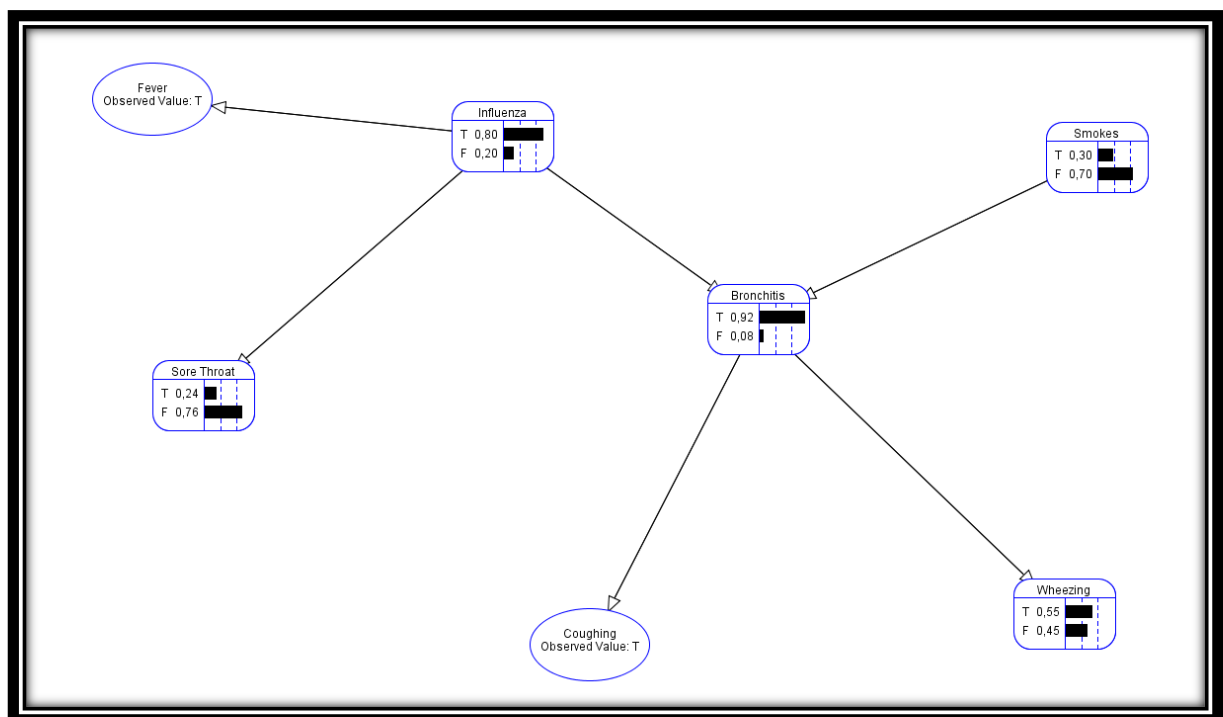 Fever
Observed Value: T
Influenza
T 0,80
F 0,20
Smokes
T 0,30
F 0,70
Bronchitis
T 0,92
F 0,08
Sore Throat
T 0,24
F 0,76
Wheezing
T 0,55
F 0,45
Coughing
Observed Value: T